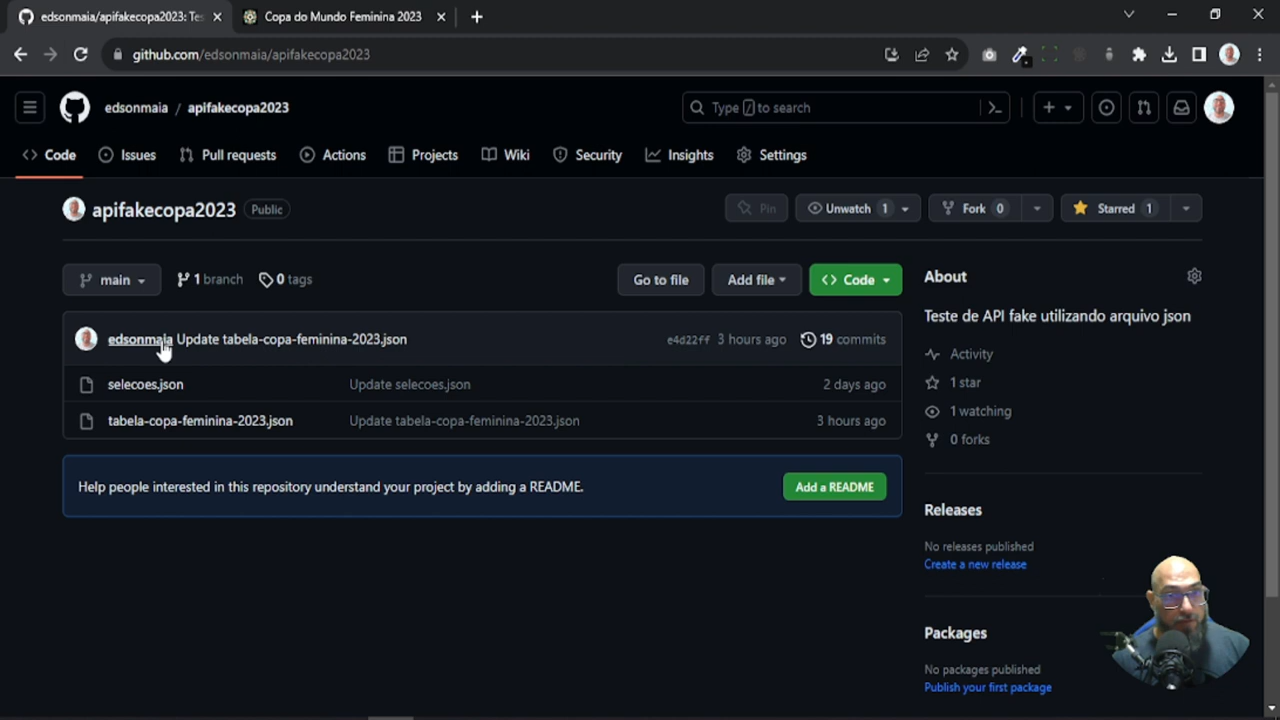 edsonmaia/apifakecopa2023: Tes
Copa do Mundo Feminina 2023
github.com/edsonmaia/apifakecopa2023
edsonmaia / apifakecopa2023
Type / to search
Code Issues Pull requests Actions Projects Wiki Security Insights Settings
apifakecopa2023 Public
Pin Unwatch 1 Fork 0 Starred 1
main 1 branch 0 tags Go to file Add file Code
edsonmaia Update tabela-copa-feminina-2023.json e4d22ff 3 hours ago 19 commits
selecoes.json Update selecoes.json 2 days ago
tabela-copa-feminina-2023.json Update tabela-copa-feminina-2023.json 3 hours ago
Help people interested in this repository understand your project by adding a README. Add a README
About
Teste de API fake utilizando arquivo json
Activity
1 star
1 watching
0 forks
Releases
No releases published
Create a new release
Packages
No packages published
Publish your first package